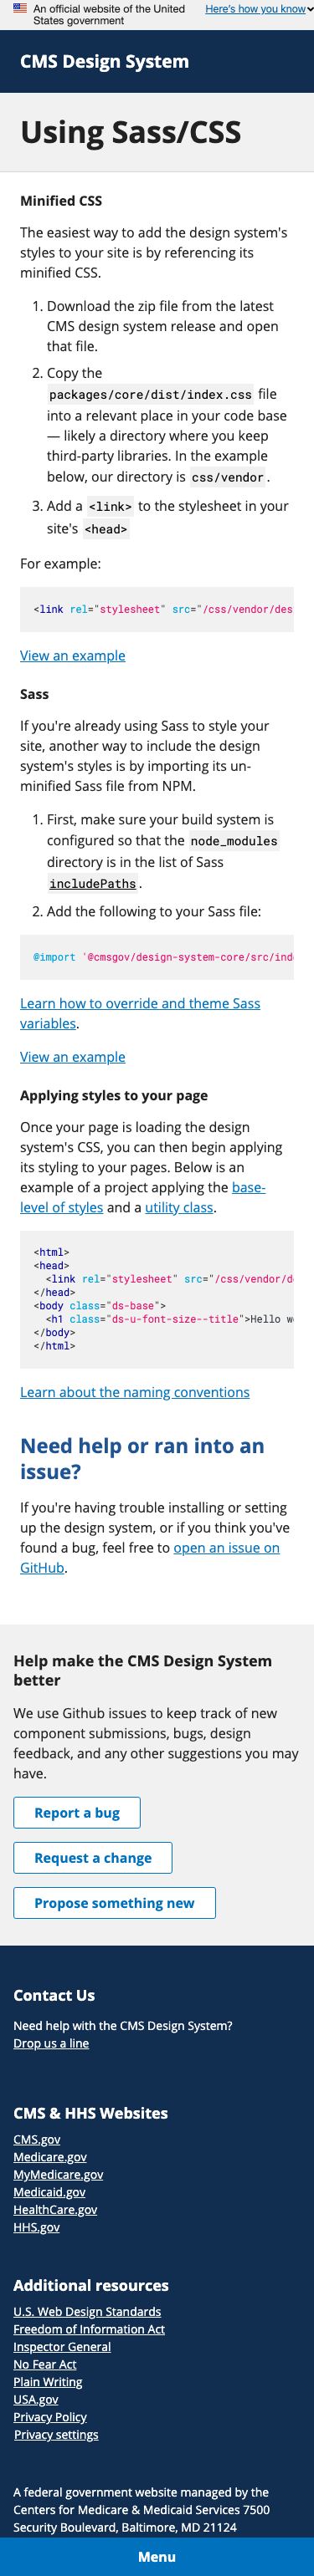 An official website of the United States government
Here's how you know
CMS Design System
Using Sass/CSS
Minified CSS
The easiest way to add the design system's
styles to your site is by referencing its
minified CSS.
1. Download the zip file from the latest
CMS design system release and open
that file.
2. Copy the
packages/core/dist/index.css file
into a relevant place in your code base
— likely a directory where you keep
third-party libraries. In the example
below, our directory is css/vendor.
3. Add a <link> to the stylesheet in your
site's <head>
For example:
<link rel="stylesheet" src="/css/vendor/des
View an example
Sass
If you're already using Sass to style your
site, another way to include the design
system's styles is by importing its un-
minified Sass file from NPM.
1. First, make sure your build system is
configured so that the node_modules
directory is in the list of Sass
includePaths.
2. Add the following to your Sass file:
@import '@cmsgov/design-system-core/src/ind
Learn how to override and theme Sass
variables.
View an example
Applying styles to your page
Once your page is loading the design
system's CSS, you can then begin applying
its styling to your pages. Below is an
example of a project applying the base-
level of styles and a utility class.
<html>
<head>
<link rel="stylesheet" src="/css/vendor/d
</head>
<body class="ds-base">
<h1 class="ds-u-font-size--title">Hello w
</body>
</html>
Learn about the naming conventions
Need help or ran into an
issue?
If you're having trouble installing or setting
up the design system, or if you think you've
found a bug, feel free to open an issue on
GitHub.
Help make the CMS Design System
better
We use Github issues to keep track of new
component submissions, bugs, design
feedback, and any other suggestions you may
have.
Report a bug
Request a change
Propose something new
Contact Us
Need help with the CMS Design System?
Drop us a line
CMS & HHS Websites
CMS.gov
Medicare.gov
MyMedicare.gov
Medicaid.gov
HealthCare.gov
HHS.gov
Additional resources
U.S. Web Design Standards
Freedom of Information Act
Inspector General
No Fear Act
Plain Writing
USA.gov
Privacy Policy
Privacy settings
A federal government website managed by the
Centers for Medicare & Medicaid Services 7500
Security Boulevard, Baltimore, MD 21124
Menu